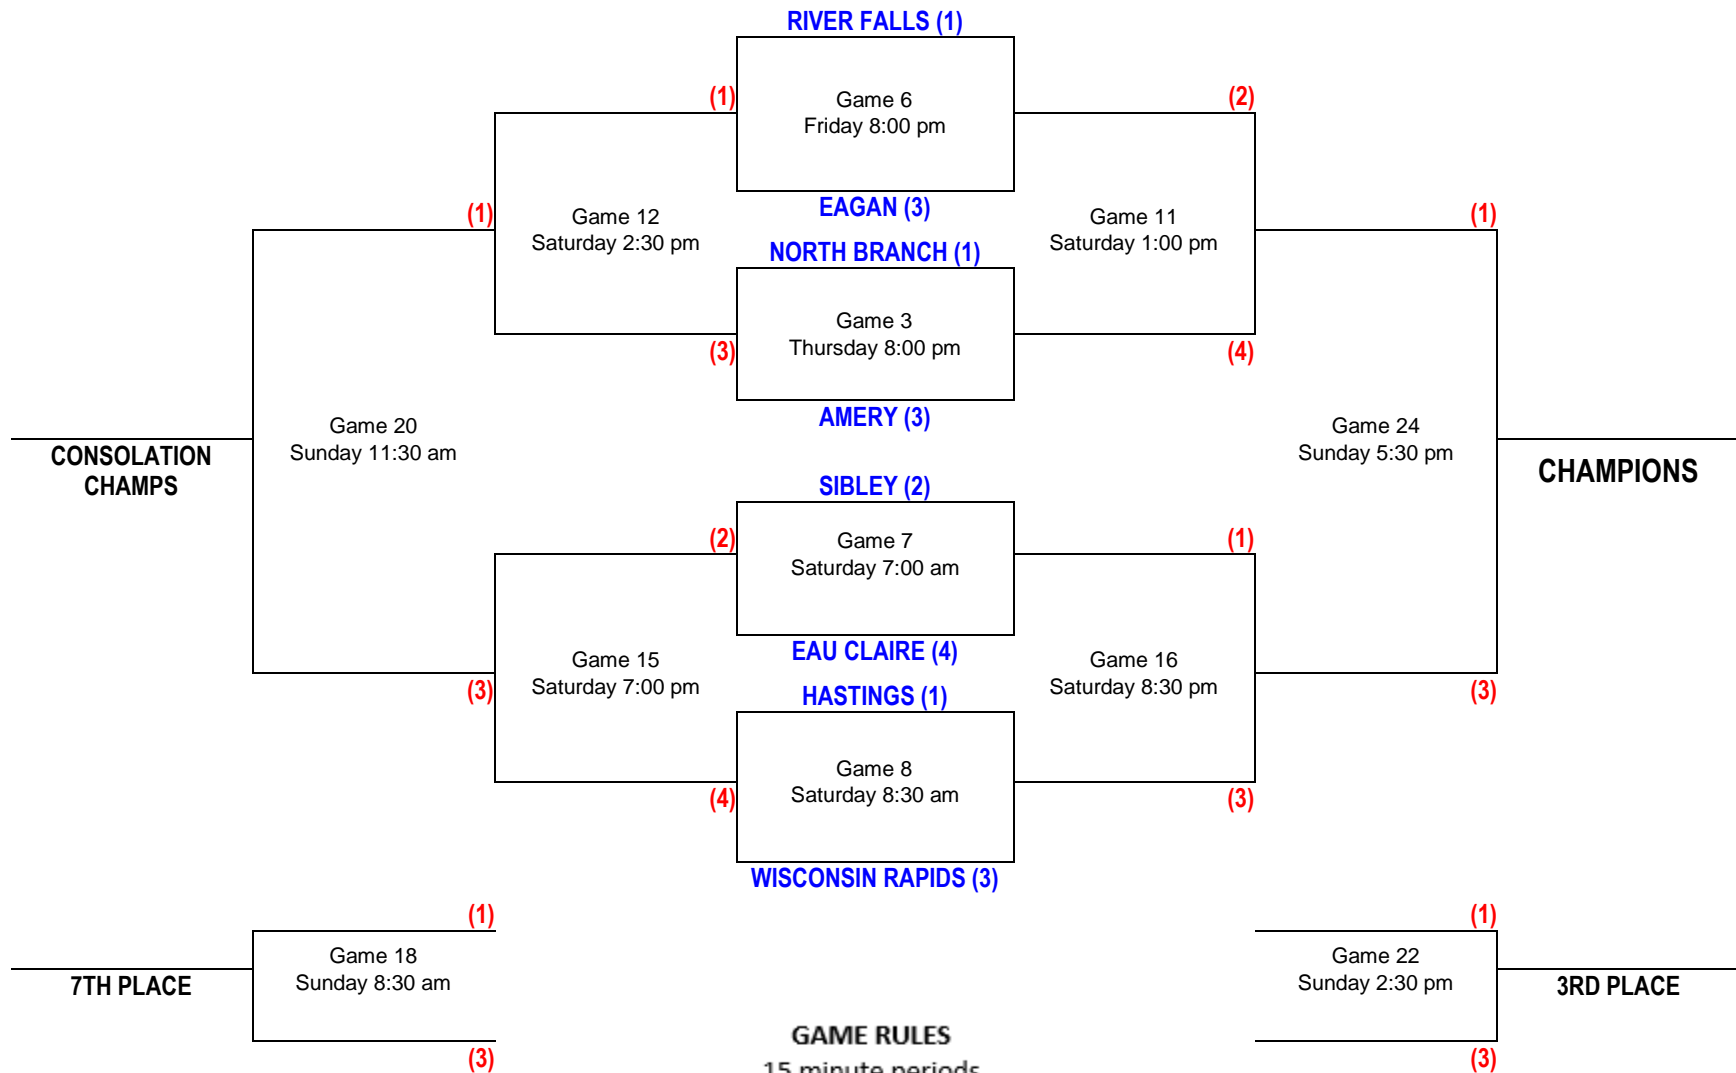 RIVER FALLS (1)
(1)
Game 6
Friday 8:00 pm
(2)
EAGAN (3)
(1)
Game 12
Saturday 2:30 pm
Game 11
Saturday 1:00 pm
(1)
NORTH BRANCH (1)
Game 3
Thursday 8:00 pm
(3)
(4)
AMERY (3)
Game 20
Sunday 11:30 am
Game 24
Sunday 5:30 pm
CONSOLATION
CHAMPS
CHAMPIONS
SIBLEY (2)
(2)
Game 7
Saturday 7:00 am
(1)
EAU CLAIRE (4)
Game 15
Saturday 7:00 pm
Game 16
Saturday 8:30 pm
(3)
(3)
HASTINGS (1)
Game 8
Saturday 8:30 am
(4)
(3)
WISCONSIN RAPIDS (3)
(1)
(1)
Game 18
Sunday 8:30 am
Game 22
Sunday 2:30 pm
7TH PLACE
3RD PLACE
(3)
(3)
GAME RULES
15 minute periods